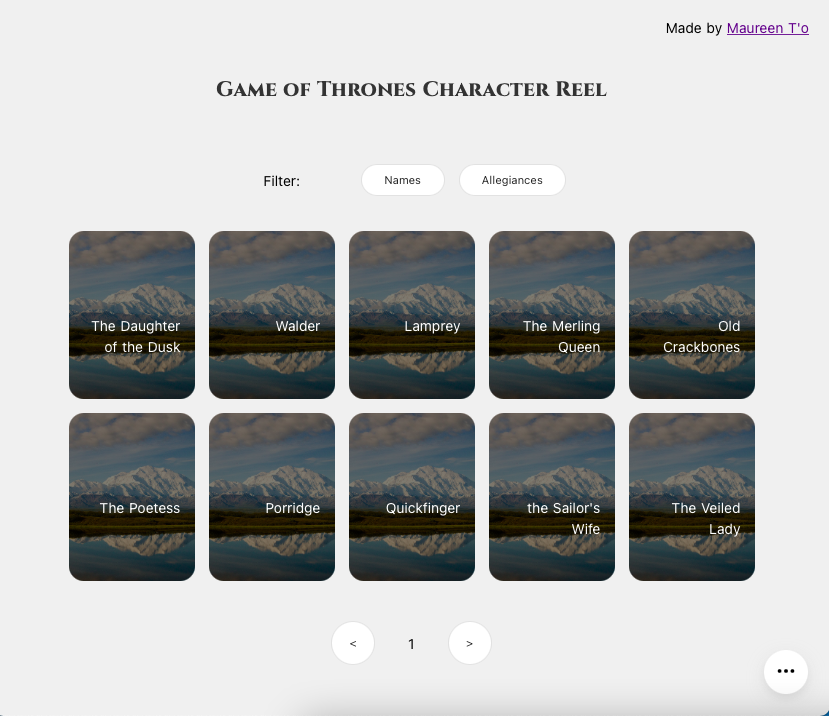 Made by Maureen T'o
Game of Thrones Character Reel
Filter: Names Allegiances
The Daughter
of the Dusk
Walder
Lamprey
The Merling
Queen
Old
Crackbones
The Poetess
Porridge
Quickfinger
the Sailor's
Wife
The Veiled
Lady
< 1 >